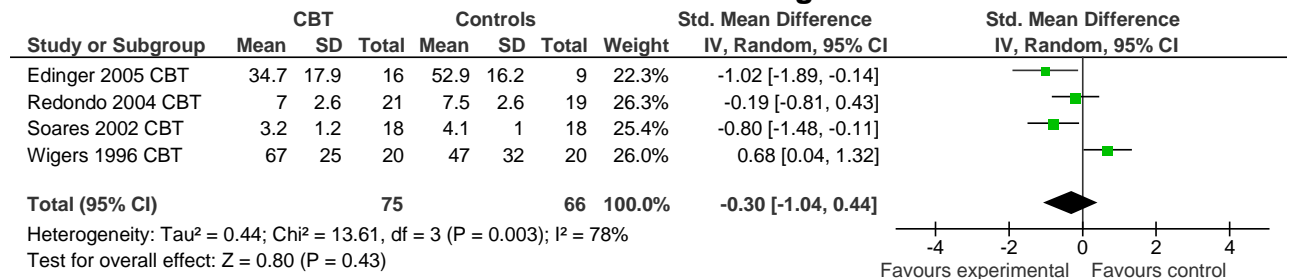 CBT Controls Std. Mean Difference Std. Mean Difference
Study or Subgroup Mean SD Total Mean SD Total Weight IV, Random, 95% CI IV, Random, 95% CI
Edinger 2005 CBT 34.7 17.9 16 52.9 16.2 9 22.3% -1.02 [-1.89, -0.14]
Redondo 2004 CBT 7 2.6 21 7.5 2.6 19 26.3% -0.19 [-0.81, 0.43]
Soares 2002 CBT 3.2 1.2 18 4.1 1 18 25.4% -0.80 [-1.48, -0.11]
Wigers 1996 CBT 67 25 20 47 32 20 26.0% 0.68 [0.04, 1.32]
Total (95% CI) 75 66 100.0% -0.30 [-1.04, 0.44]
Heterogeneity: Tau² = 0.44; Chi² = 13.61, df = 3 (P = 0.003); I² = 78%
Test for overall effect: Z = 0.80 (P = 0.43)
-4 -2 0 2 4
Favours experimental Favours control